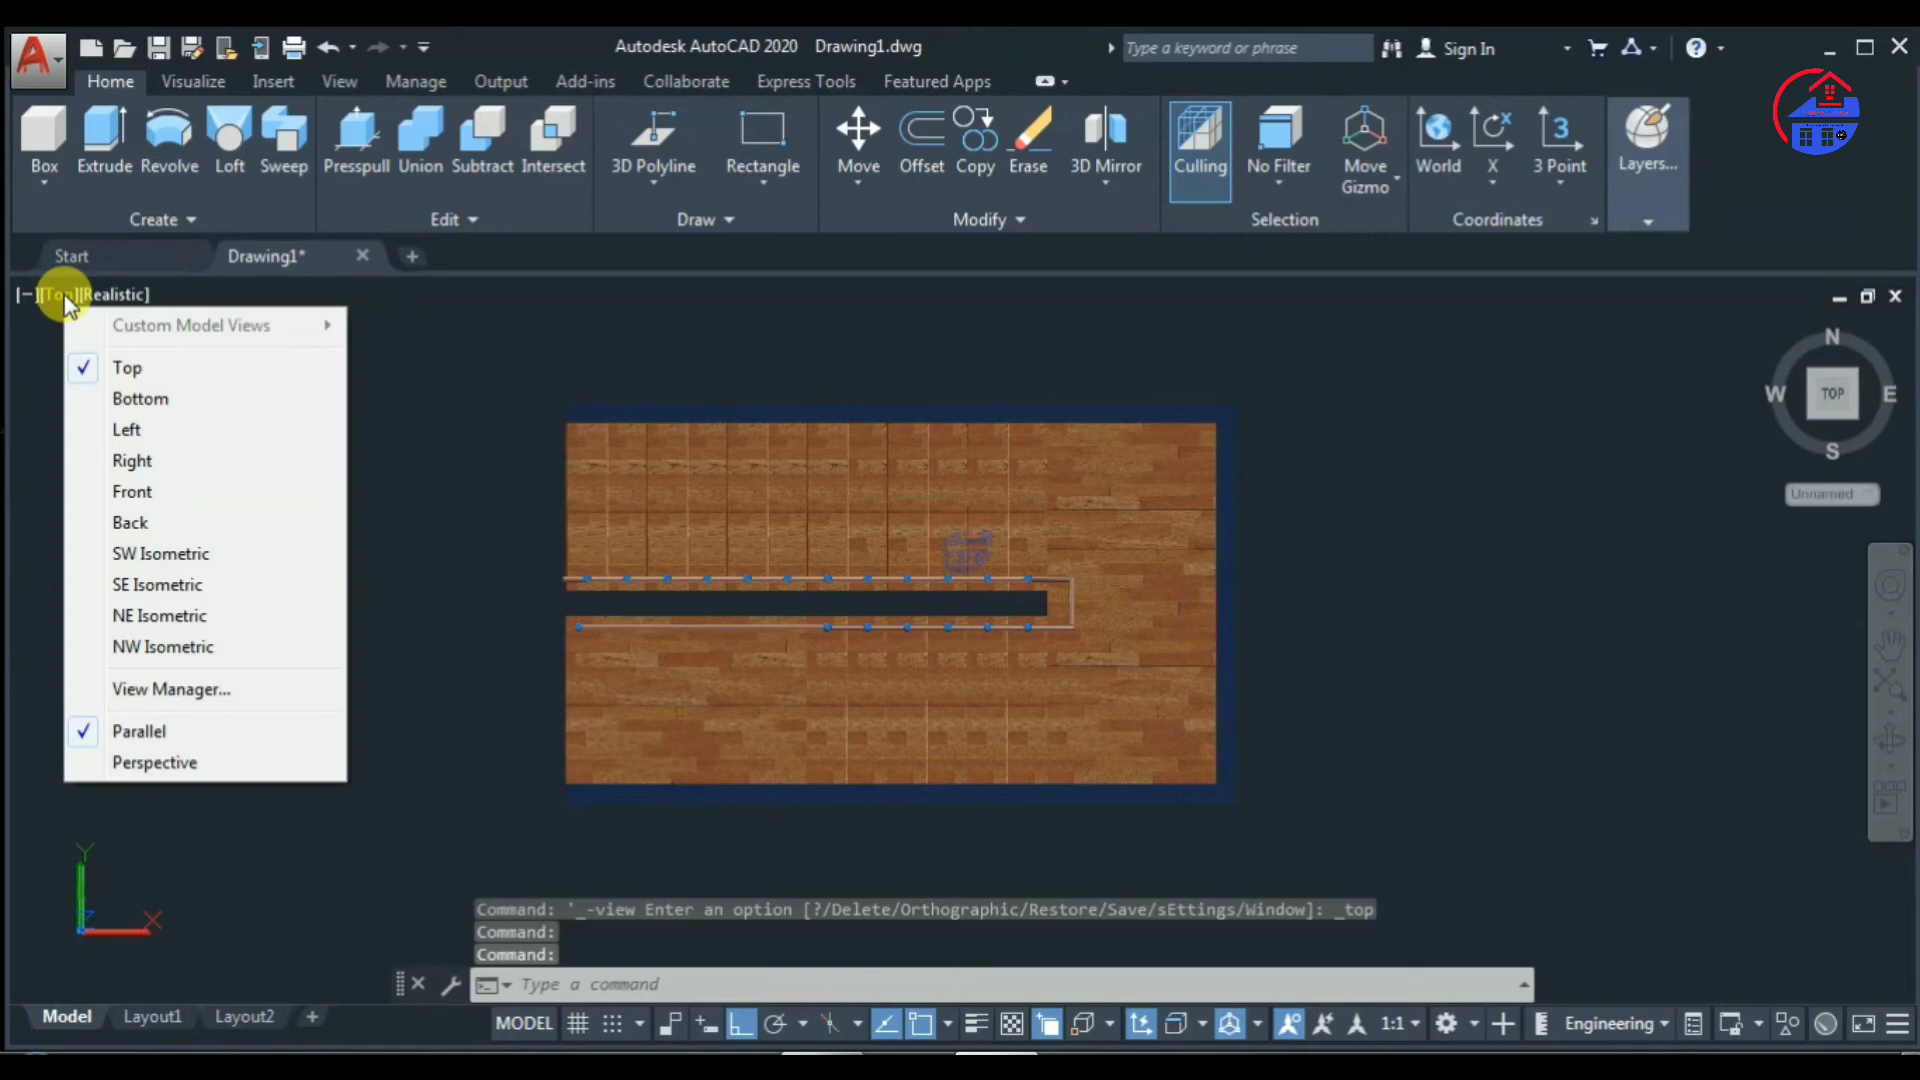 Autodesk AutoCAD 2020 Drawing1.dwg
Type a keyword or phrase
Sign In
Home Visualize Insert View Manage Output Add-ins Collaborate Express Tools Featured Apps
Box Extrude Revolve Loft Sweep Presspull Union Subtract Intersect 3D Polyline Rectangle Move Offset Copy Erase 3D Mirror Culling No Filter Move Gizmo World X 3 Point Layers...
Create Edit Draw Modify Selection Coordinates
Start Drawing1*
[−][Top][Realistic]
Custom Model Views
Top
Bottom
Left
Right
Front
Back
SW Isometric
SE Isometric
NE Isometric
NW Isometric
View Manager...
Parallel
Perspective
N
W TOP E
S
Unnamed
Y
Z X
Command: '_-view Enter an option [?/Delete/Orthographic/Restore/Save/sEttings/Window]: _top
Command:
Command:
Type a command
Model Layout1 Layout2
MODEL 1:1 Engineering